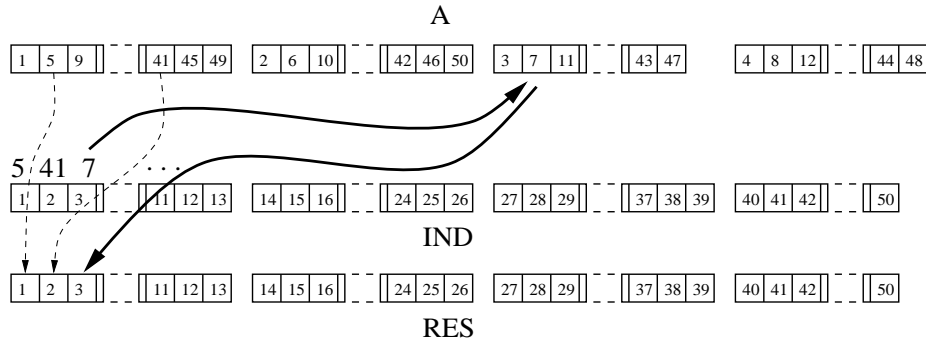 A
1 5 9 41 45 49 2 6 10 42 46 50 3 7 11 43 47 4 8 12 44 48
5 41 7 . . .
1 2 3 11 12 13 14 15 16 24 25 26 27 28 29 37 38 39 40 41 42 50
IND
1 2 3 11 12 13 14 15 16 24 25 26 27 28 29 37 38 39 40 41 42 50
RES